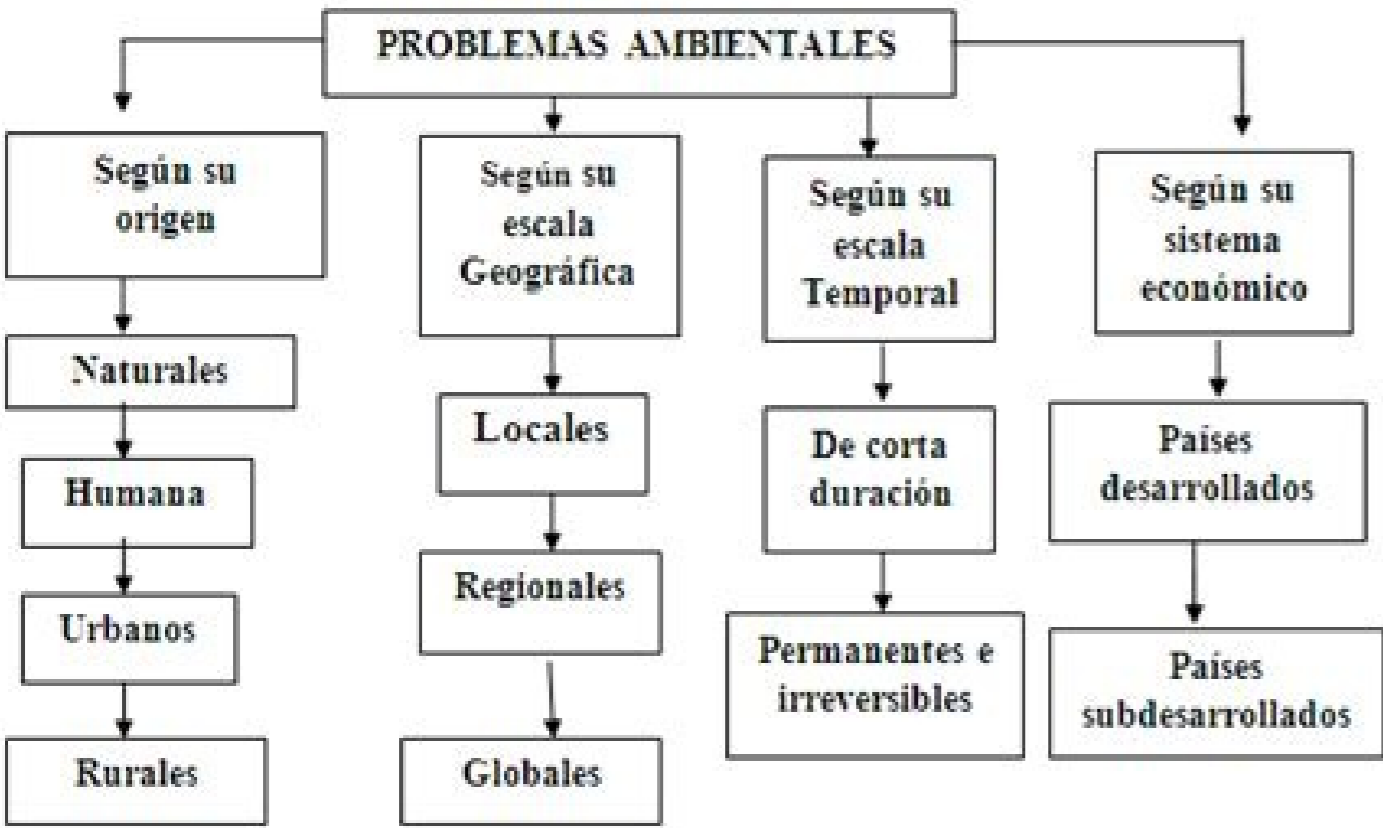 PROBLEMAS AMBIENTALES
Según su
origen
Naturales
Humana
Urbanos
Rurales
Según su
escala
Geográfica
Locales
Regionales
Globales
Según su
escala
Temporal
De corta
duración
Permanentes e
irreversibles
Según su
sistema
económico
Países
desarrollados
Países
subdesarrollados